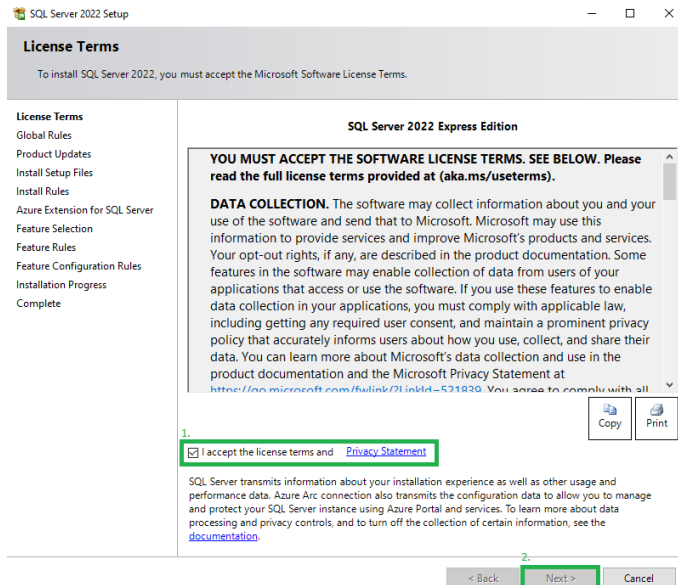 SQL Server 2022 Setup
License Terms
To install SQL Server 2022, you must accept the Microsoft Software License Terms.
License Terms
Global Rules
Product Updates
Install Setup Files
Install Rules
Azure Extension for SQL Server
Feature Selection
Feature Rules
Feature Configuration Rules
Installation Progress
Complete
SQL Server 2022 Express Edition
YOU MUST ACCEPT THE SOFTWARE LICENSE TERMS. SEE BELOW. Please
read the full license terms provided at (aka.ms/useterms).
DATA COLLECTION. The software may collect information about you and your
use of the software and send that to Microsoft. Microsoft may use this
information to provide services and improve Microsoft's products and services.
Your opt-out rights, if any, are described in the product documentation. Some
features in the software may enable collection of data from users of your
applications that access or use the software. If you use these features to enable
data collection in your applications, you must comply with applicable law,
including getting any required user consent, and maintain a prominent privacy
policy that accurately informs users about how you use, collect, and share their
data. You can learn more about Microsoft's data collection and use in the
product documentation and the Microsoft Privacy Statement at
https://go.microsoft.com/fwlink/?LinkId=521839. You agree to comply with all
Copy
Print
1.
I accept the license terms and Privacy Statement
SQL Server transmits information about your installation experience as well as other usage and
performance data. Azure Arc connection also transmits the configuration data to allow you to manage
and protect your SQL Server instance using Azure Portal and services. To learn more about data
processing and privacy controls, and to turn off the collection of certain information, see the
documentation.
2.
< Back
Next >
Cancel